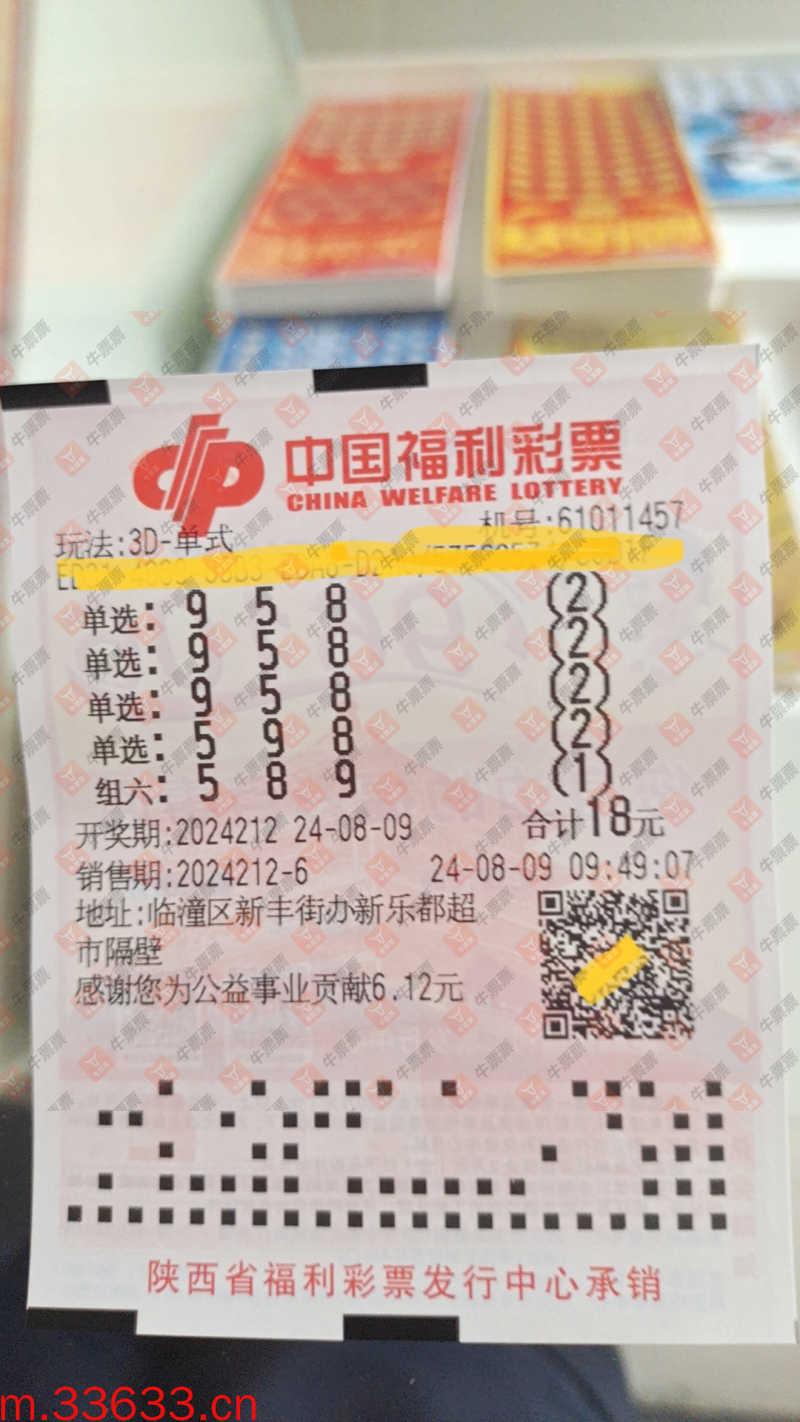 中国福利彩票
CHINA WELFARE LOTTERY
机号:61011457
玩法:3D-单式
单选: 9 5 8 (2)
单选: 9 5 8 (2)
单选: 9 5 8 (2)
单选: 5 9 8 (2)
组六: 5 8 9 (1)
开奖期:2024212 24-08-09 合计18元
销售期:2024212-6 24-08-09 09:49:07
地址:临潼区新丰街办新乐都超
市隔壁
感谢您为公益事业贡献6.12元
陕西省福利彩票发行中心承销
牛票票
m.33633.cn